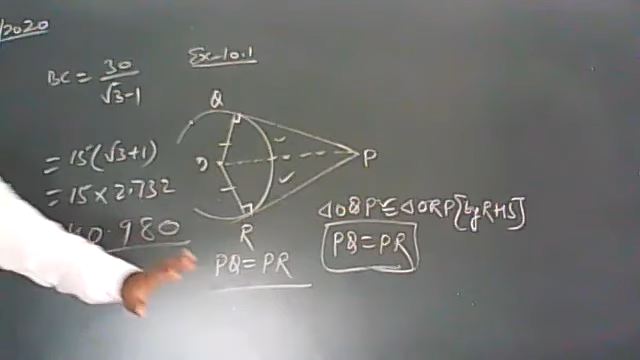 /2020
Ex-10.1
BC = 30/√3-1
= 15(√3+1)
= 15 × 2.732
40.980
Q
O
P
R
PQ = PR
△OQP ≅ △ORP [by RHS]
PQ = PR